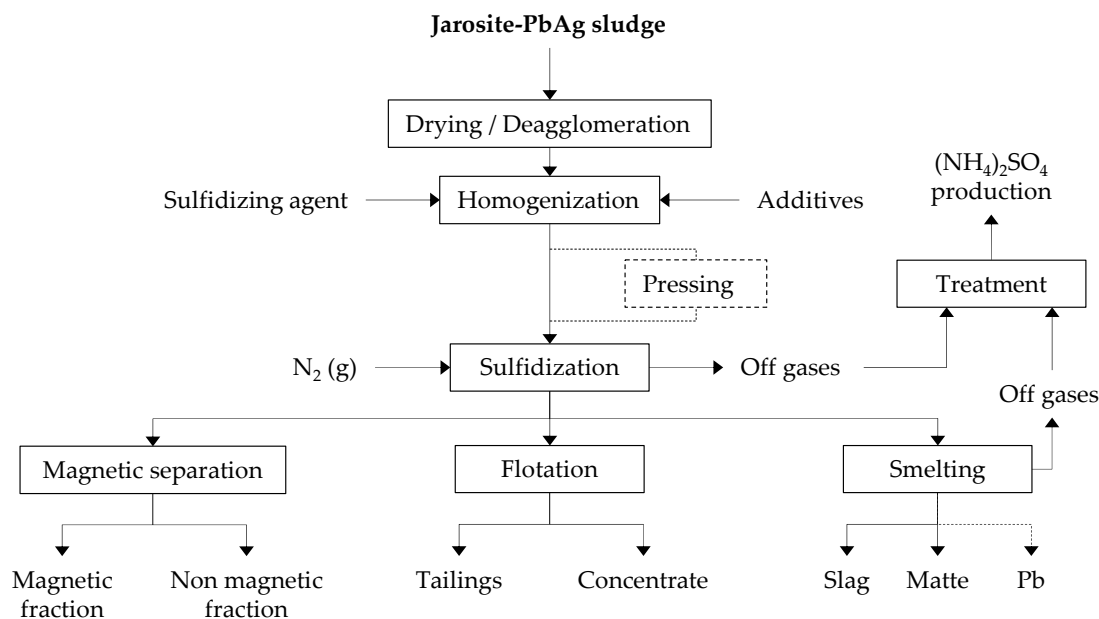 Jarosite-PbAg sludge
Drying / Deagglomeration
(NH₄)₂SO₄
production
Sulfidizing agent
Homogenization
Additives
Pressing
Treatment
N₂ (g)
Sulfidization
Off gases
Off gases
Magnetic separation
Flotation
Smelting
Magnetic
fraction
Non magnetic
fraction
Tailings
Concentrate
Slag
Matte
Pb